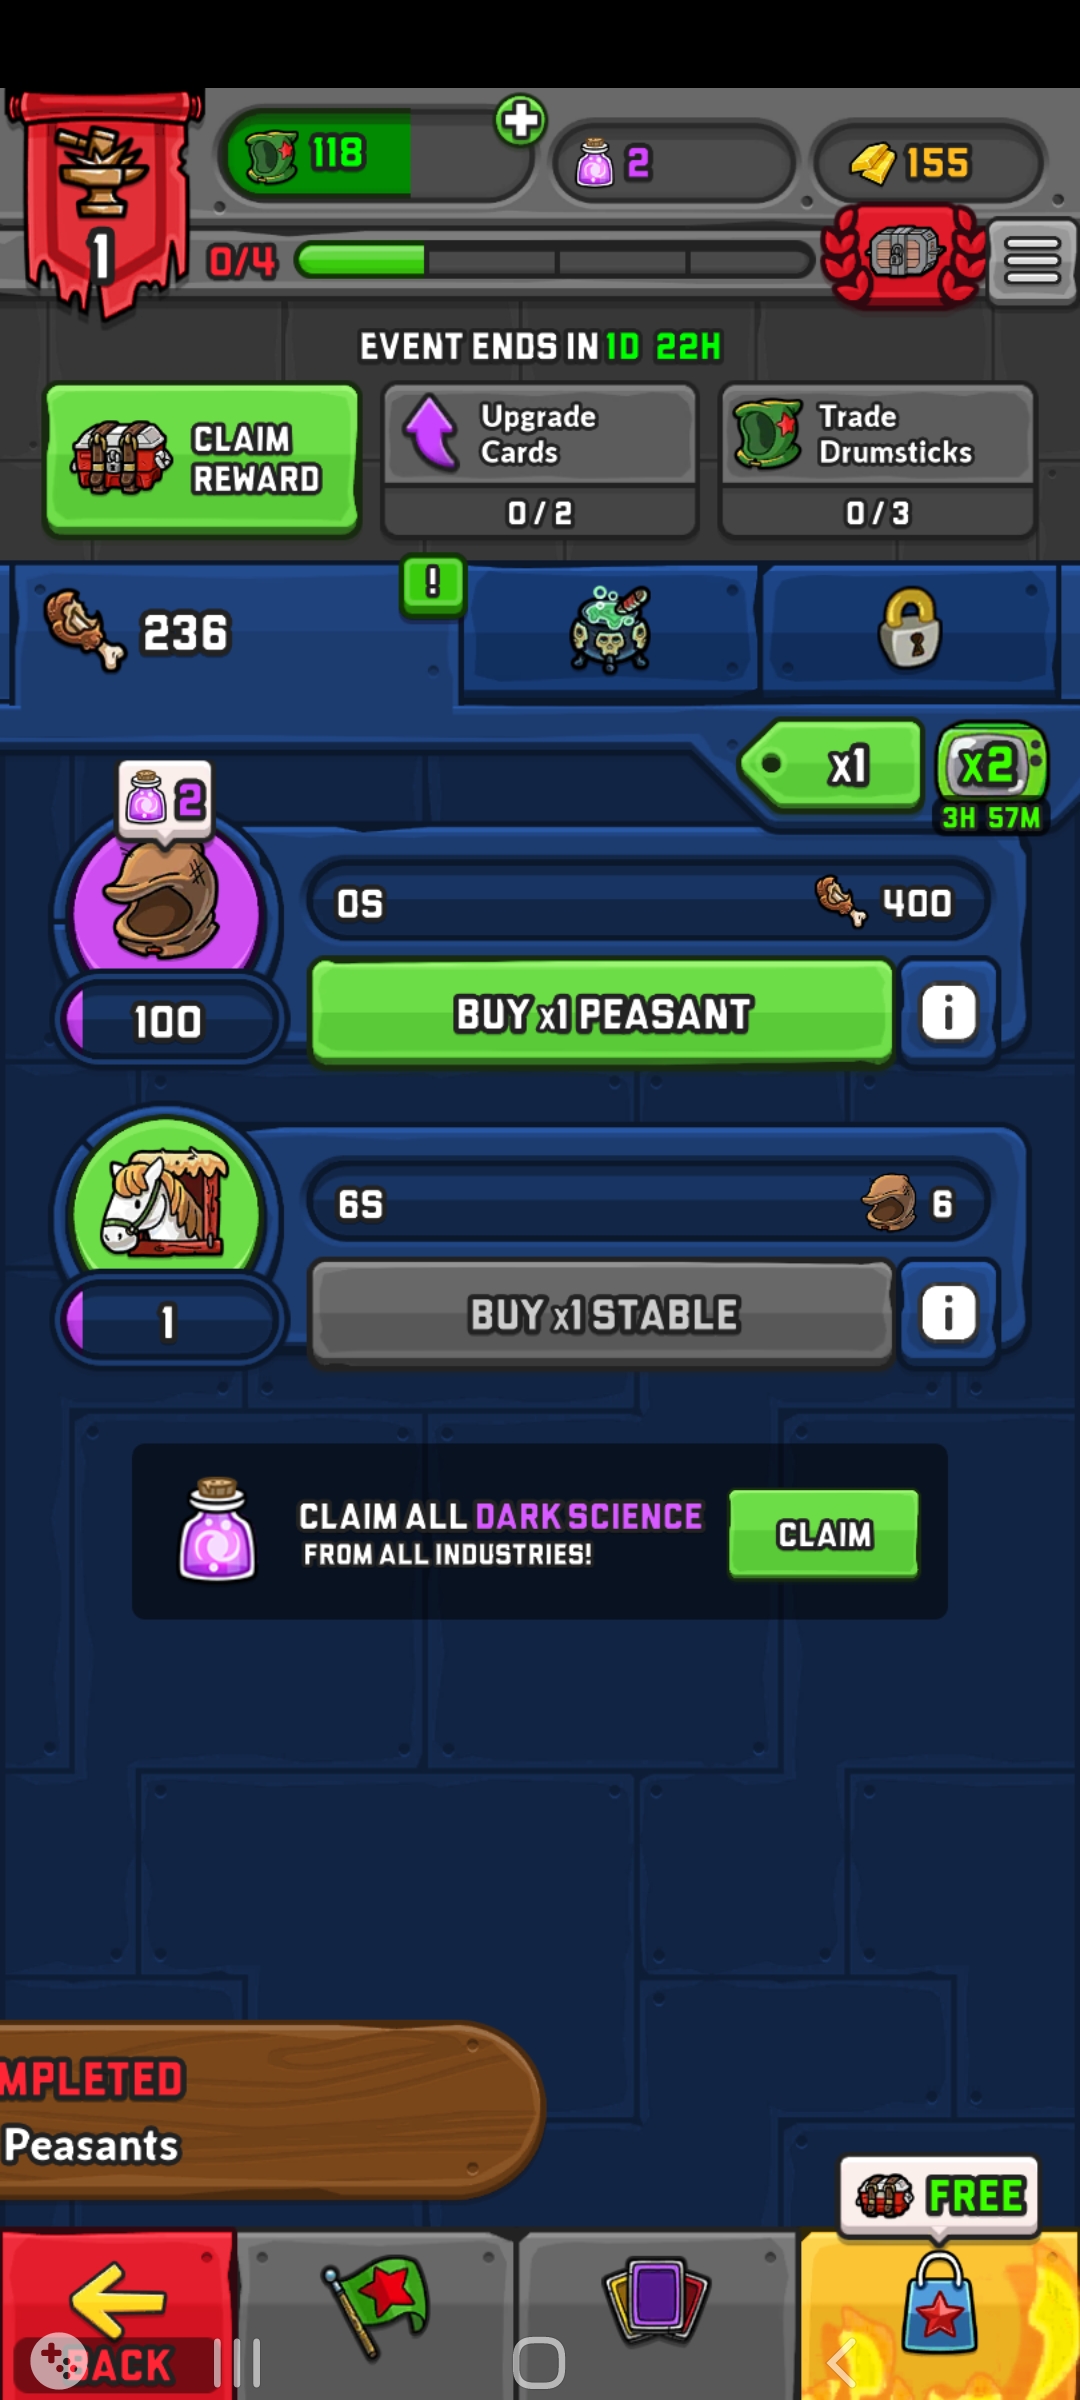 118
2
155
1
0/4
EVENT ENDS IN 1D 22H
CLAIM
REWARD
Upgrade
Cards
0/2
Trade
Drumsticks
0/3
236
!
x1
x2
3H 57M
2
0S
400
100
BUY x1 PEASANT
i
6S
6
1
BUY x1 STABLE
i
CLAIM ALL DARK SCIENCE
FROM ALL INDUSTRIES!
CLAIM
MPLETED
Peasants
FREE
BACK